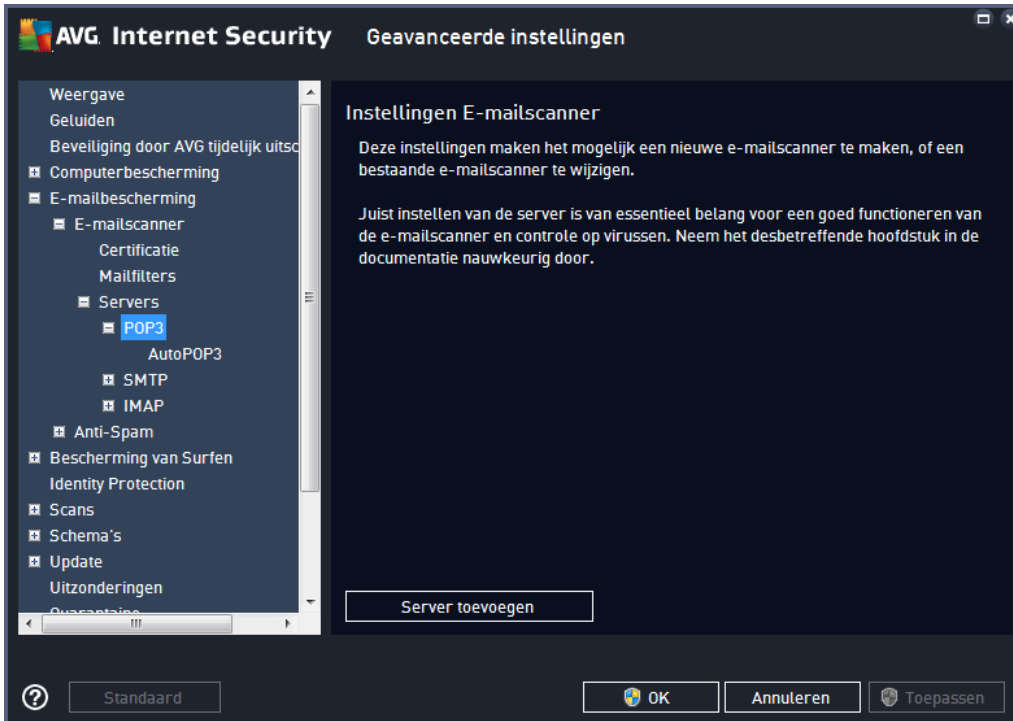 AVG Internet Security Geavanceerde instellingen
Weergave
Geluiden
Beveiliging door AVG tijdelijk uitsc
Computerbescherming
E-mailbescherming
E-mailscanner
Certificatie
Mailfilters
Servers
POP3
AutoPOP3
SMTP
IMAP
Anti-Spam
Bescherming van Surfen
Identity Protection
Scans
Schema's
Update
Uitzonderingen
Quarantaine
Instellingen E-mailscanner
Deze instellingen maken het mogelijk een nieuwe e-mailscanner te maken, of een
bestaande e-mailscanner te wijzigen.
Juist instellen van de server is van essentieel belang voor een goed functioneren van
de e-mailscanner en controle op virussen. Neem het desbetreffende hoofdstuk in de
documentatie nauwkeurig door.
Server toevoegen
Standaard
OK
Annuleren
Toepassen